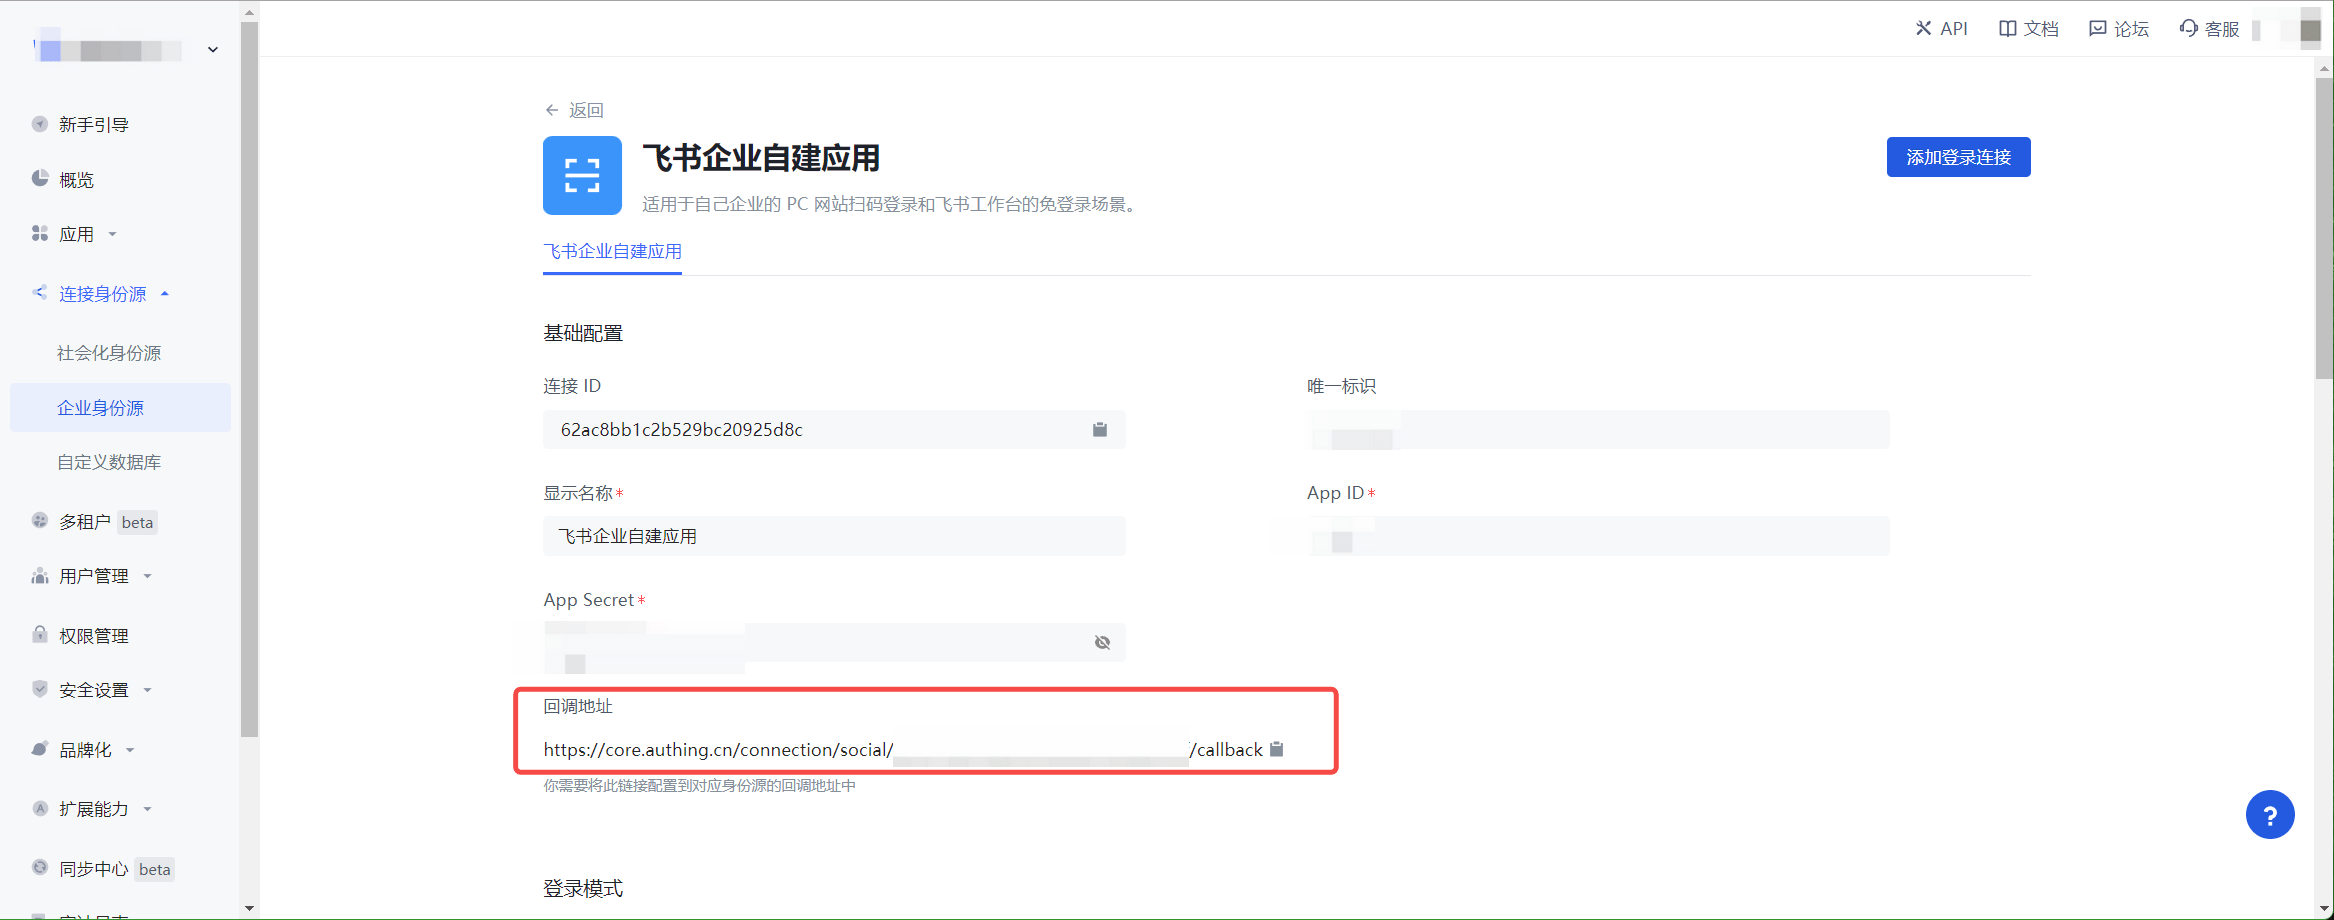 API
文档
论坛
客服
新手引导
概览
应用
连接身份源
社会化身份源
企业身份源
自定义数据库
多租户 beta
用户管理
权限管理
安全设置
品牌化
扩展能力
同步中心 beta
返回
飞书企业自建应用
适用于自己企业的 PC 网站扫码登录和飞书工作台的免登录场景。
添加登录连接
飞书企业自建应用
基础配置
连接 ID
唯一标识
62ac8bb1c2b529bc20925d8c
显示名称*
App ID*
飞书企业自建应用
App Secret*
回调地址
https://core.authing.cn/connection/social/ /callback
你需要将此链接配置到对应身份源的回调地址中
登录模式
?